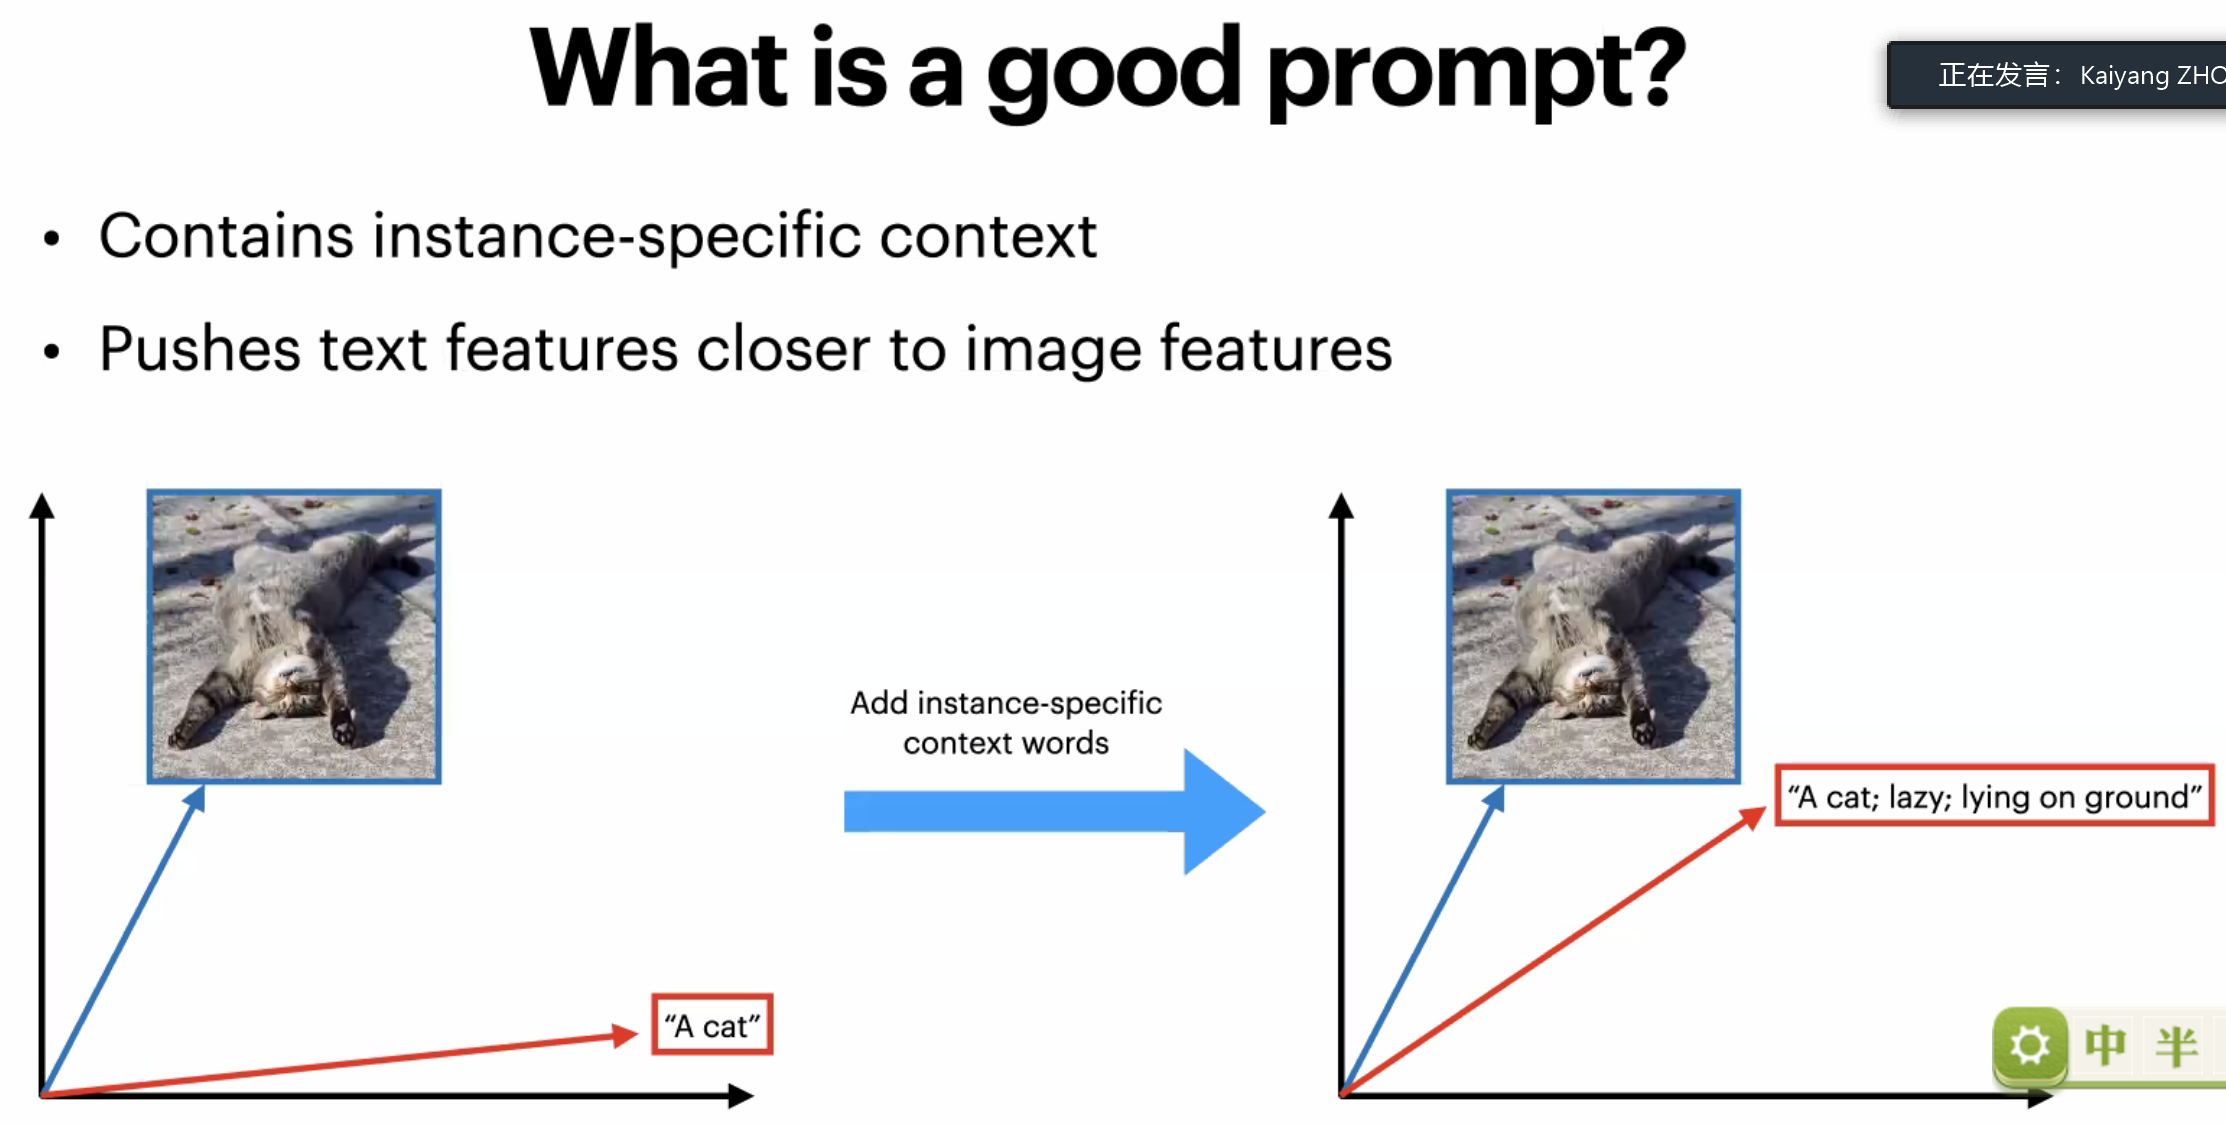 What is a good prompt?
正在发言： Kaiyang ZHO
• Contains instance-specific context
• Pushes text features closer to image features
Add instance-specific
context words
“A cat; lazy; lying on ground”
“A cat”
中 半